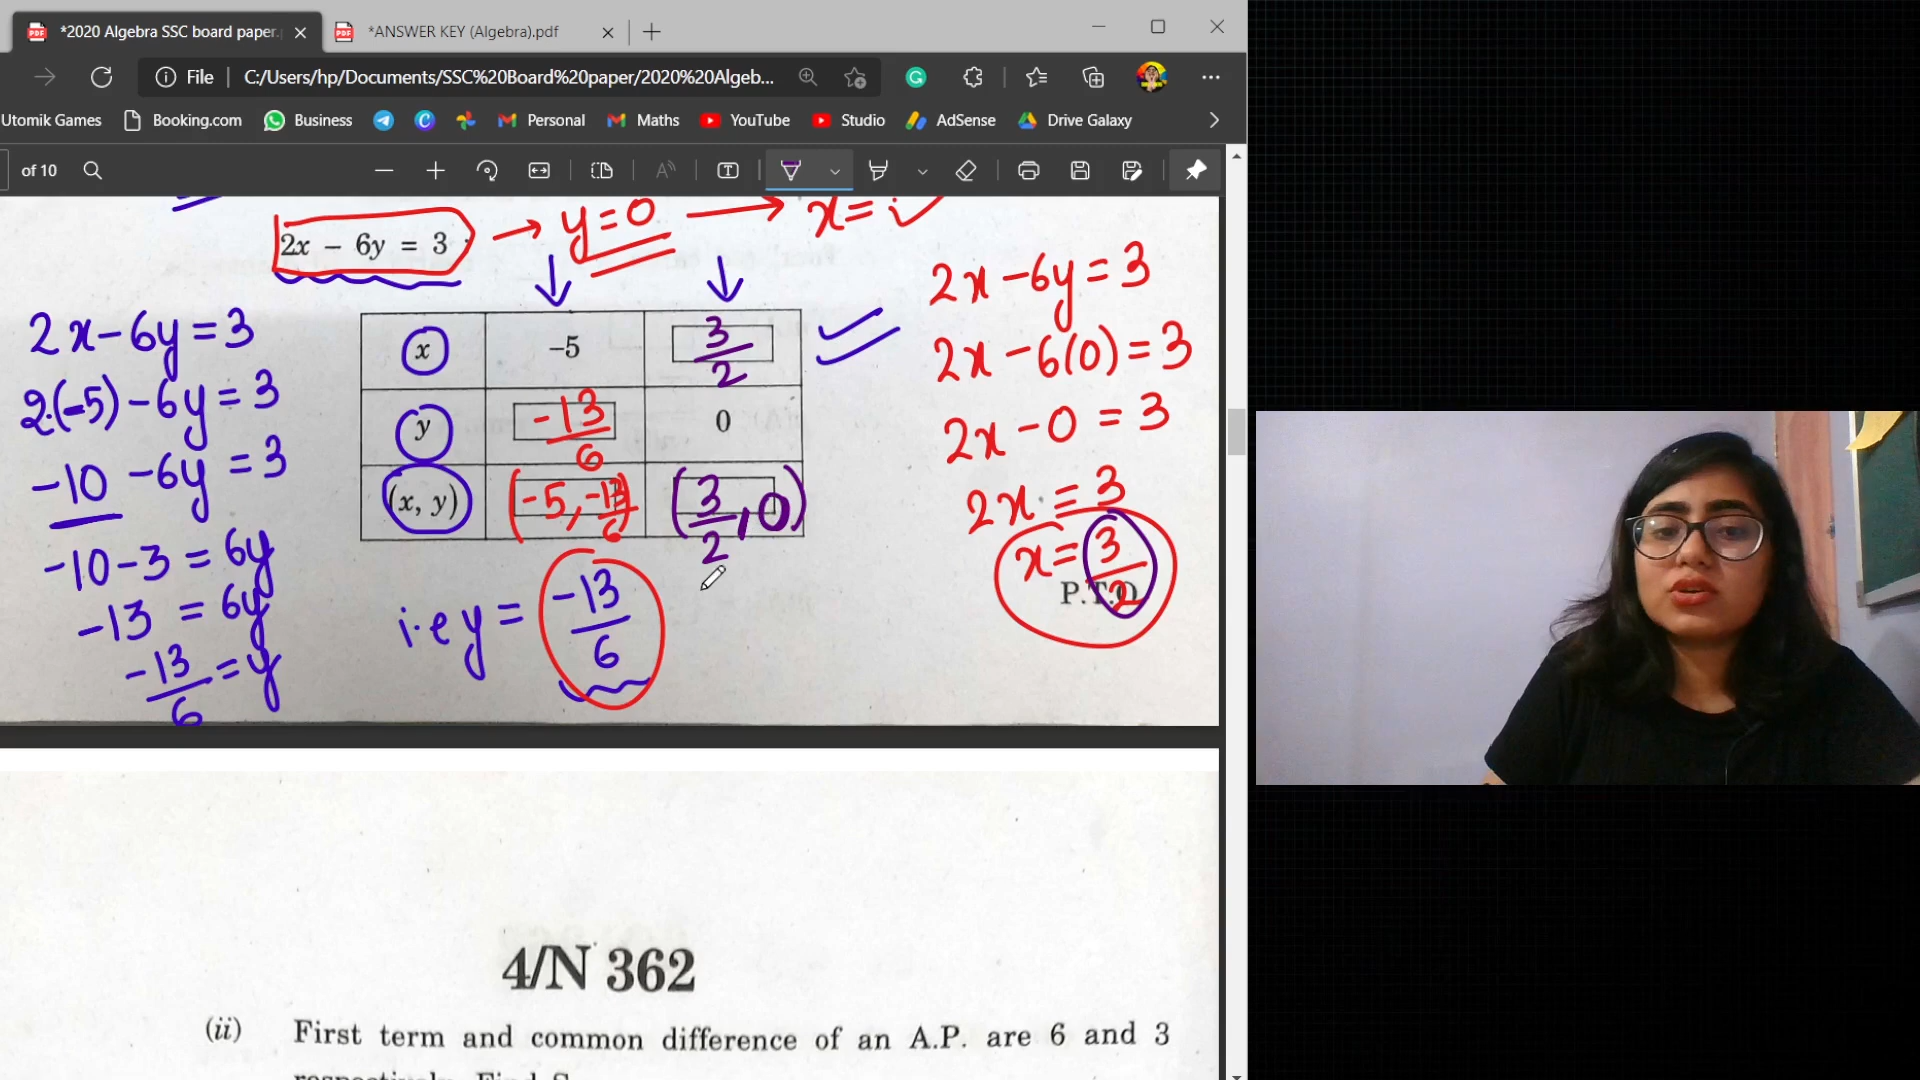 *2020 Algebra SSC board paper.
*ANSWER KEY (Algebra).pdf
File C:/Users/hp/Documents/SSC%20Board%20paper/2020%20Algeb...
Utomik Games Booking.com Business Personal Maths YouTube Studio AdSense Drive Galaxy
of 10
2x – 6y = 3 → y=0 → x=
2x-6y=3
2(-5)-6y=3
-10 -6y =3
-10-3 = 6y
-13 = 6y
-13/6 = y
x –5 3/2
y -13/6 0
(x, y) (-5, -13/6) (3/2, 0)
i.e y = -13/6
2x-6y=3
2x-6(0)=3
2x-0=3
2x=3
x=3/2
P.T.O.
4/N 362
(ii) First term and common difference of an A.P. are 6 and 3